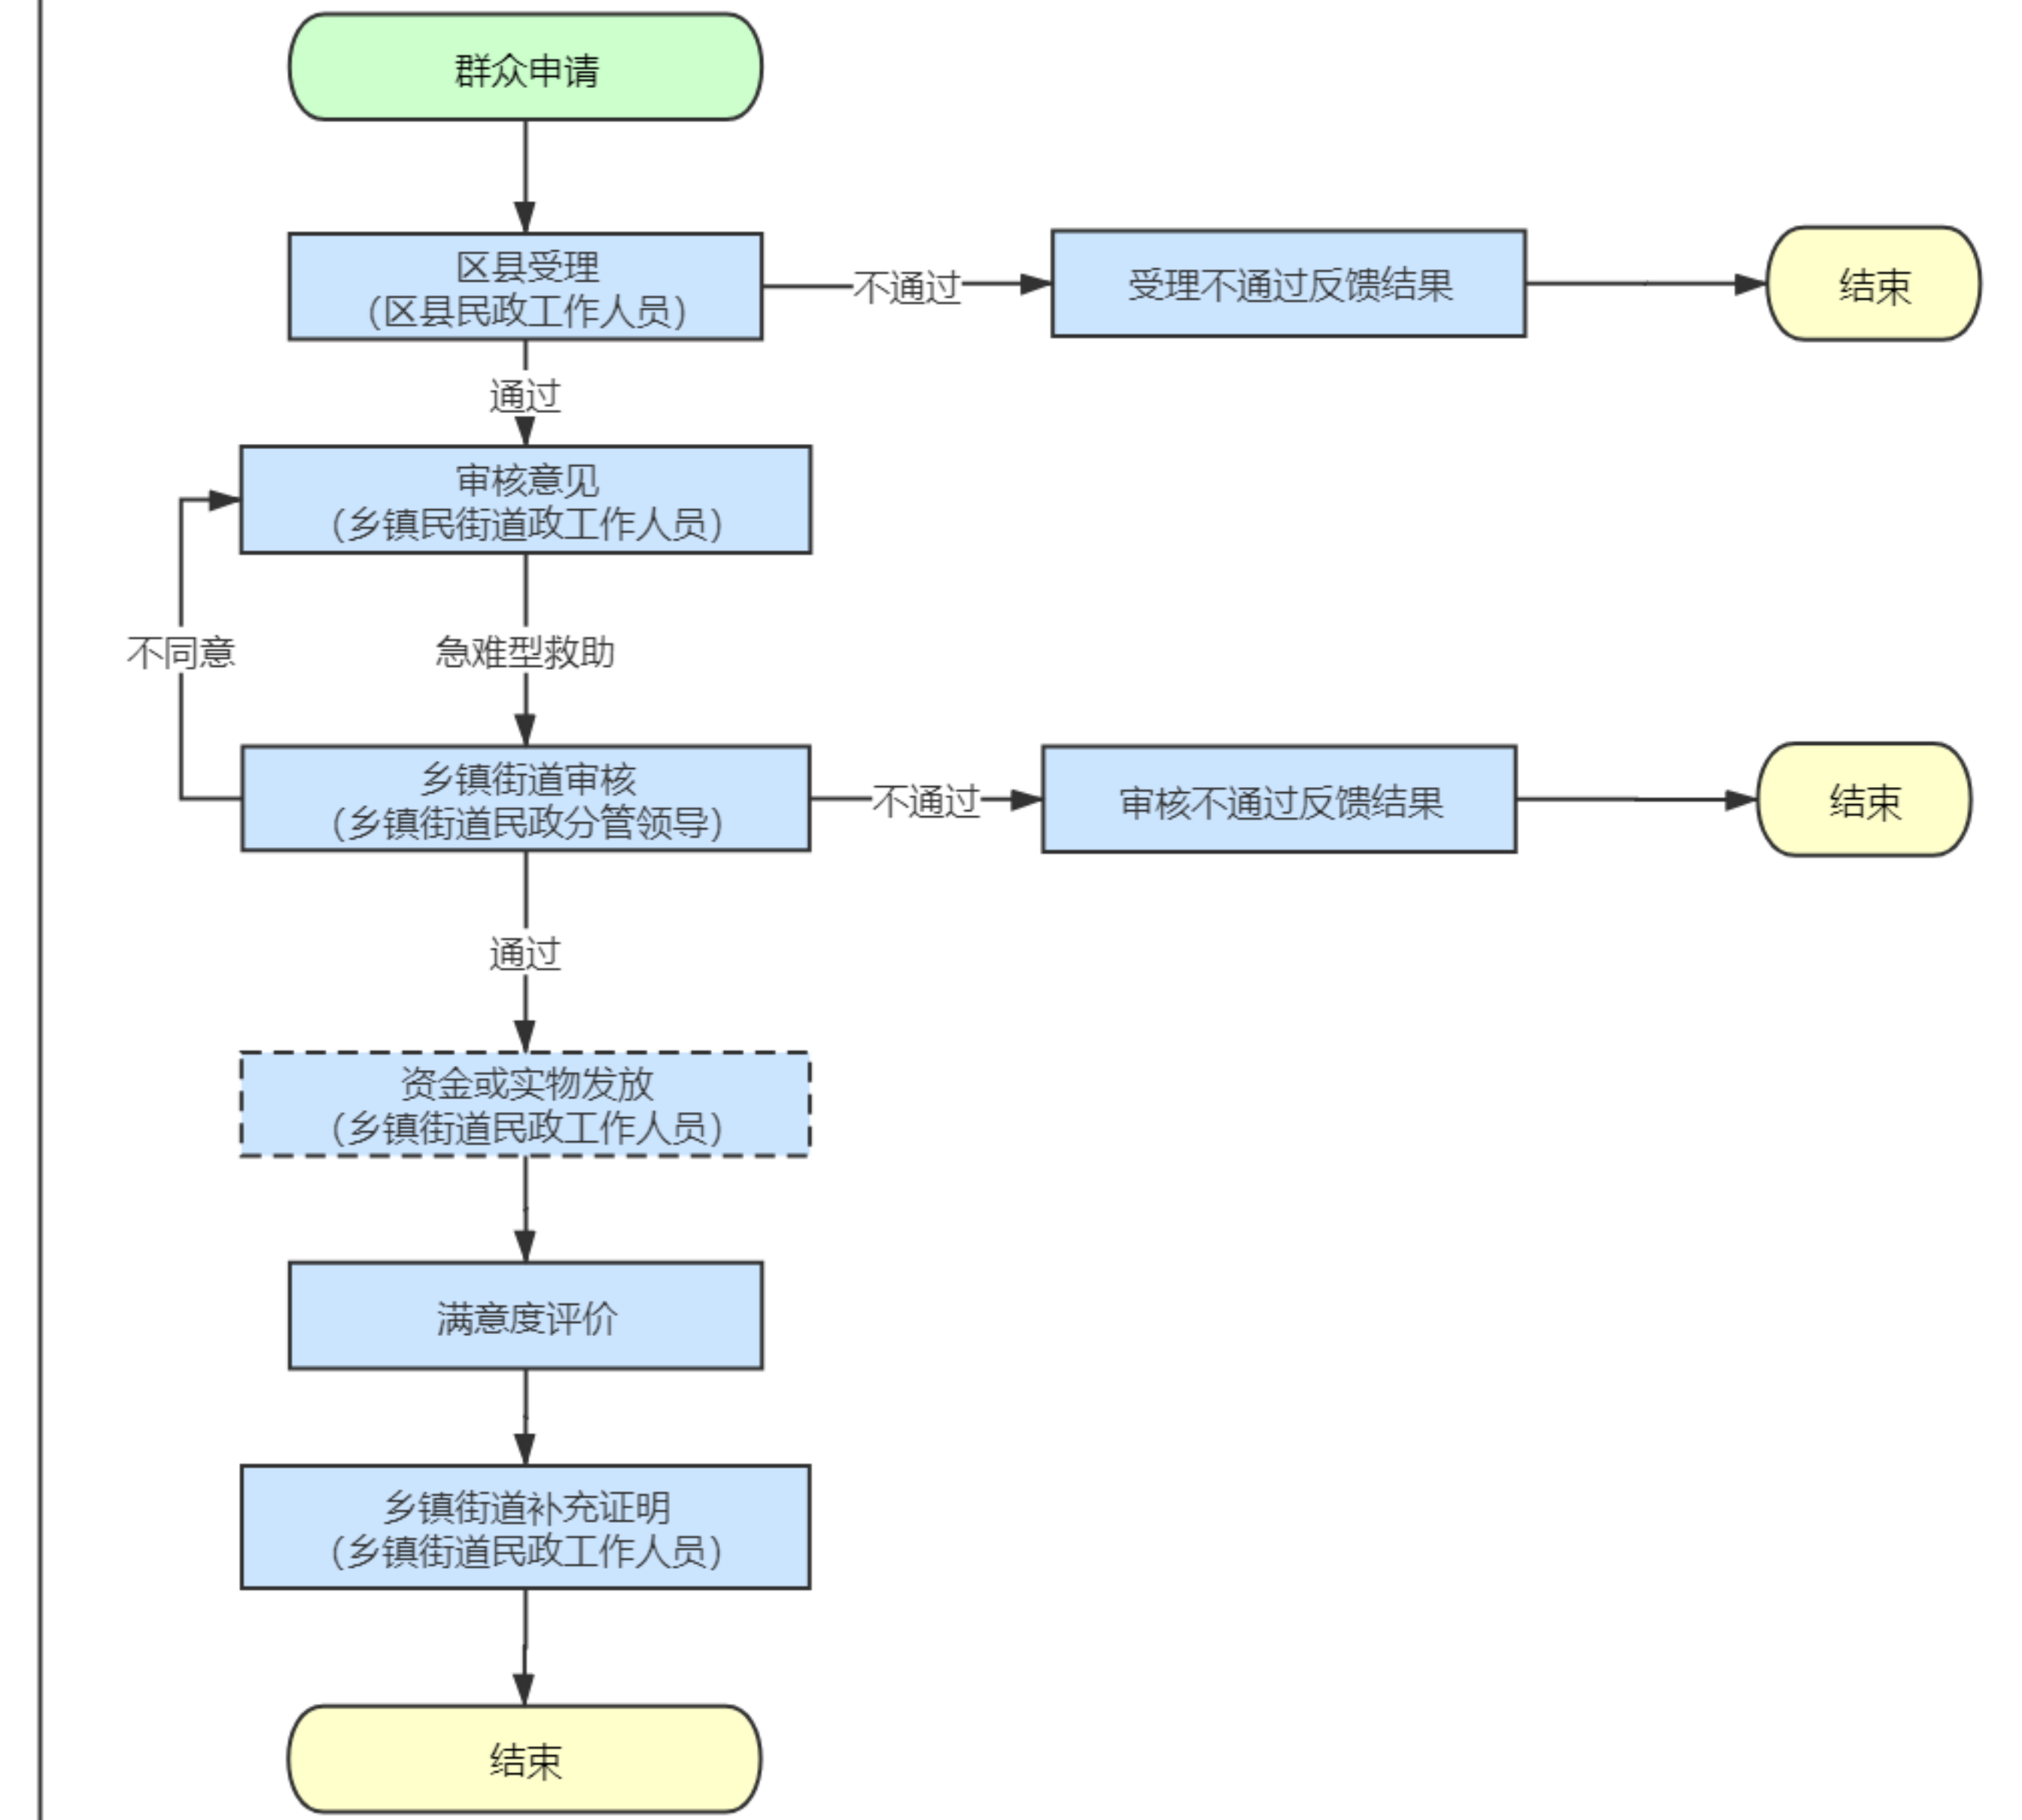 群众申请
区县受理
（区县民政工作人员）
不通过
受理不通过反馈结果
结束
通过
审核意见
（乡镇民街道政工作人员）
不同意
急难型救助
乡镇街道审核
（乡镇街道民政分管领导）
不通过
审核不通过反馈结果
结束
通过
资金或实物发放
（乡镇街道民政工作人员）
满意度评价
乡镇街道补充证明
（乡镇街道民政工作人员）
结束